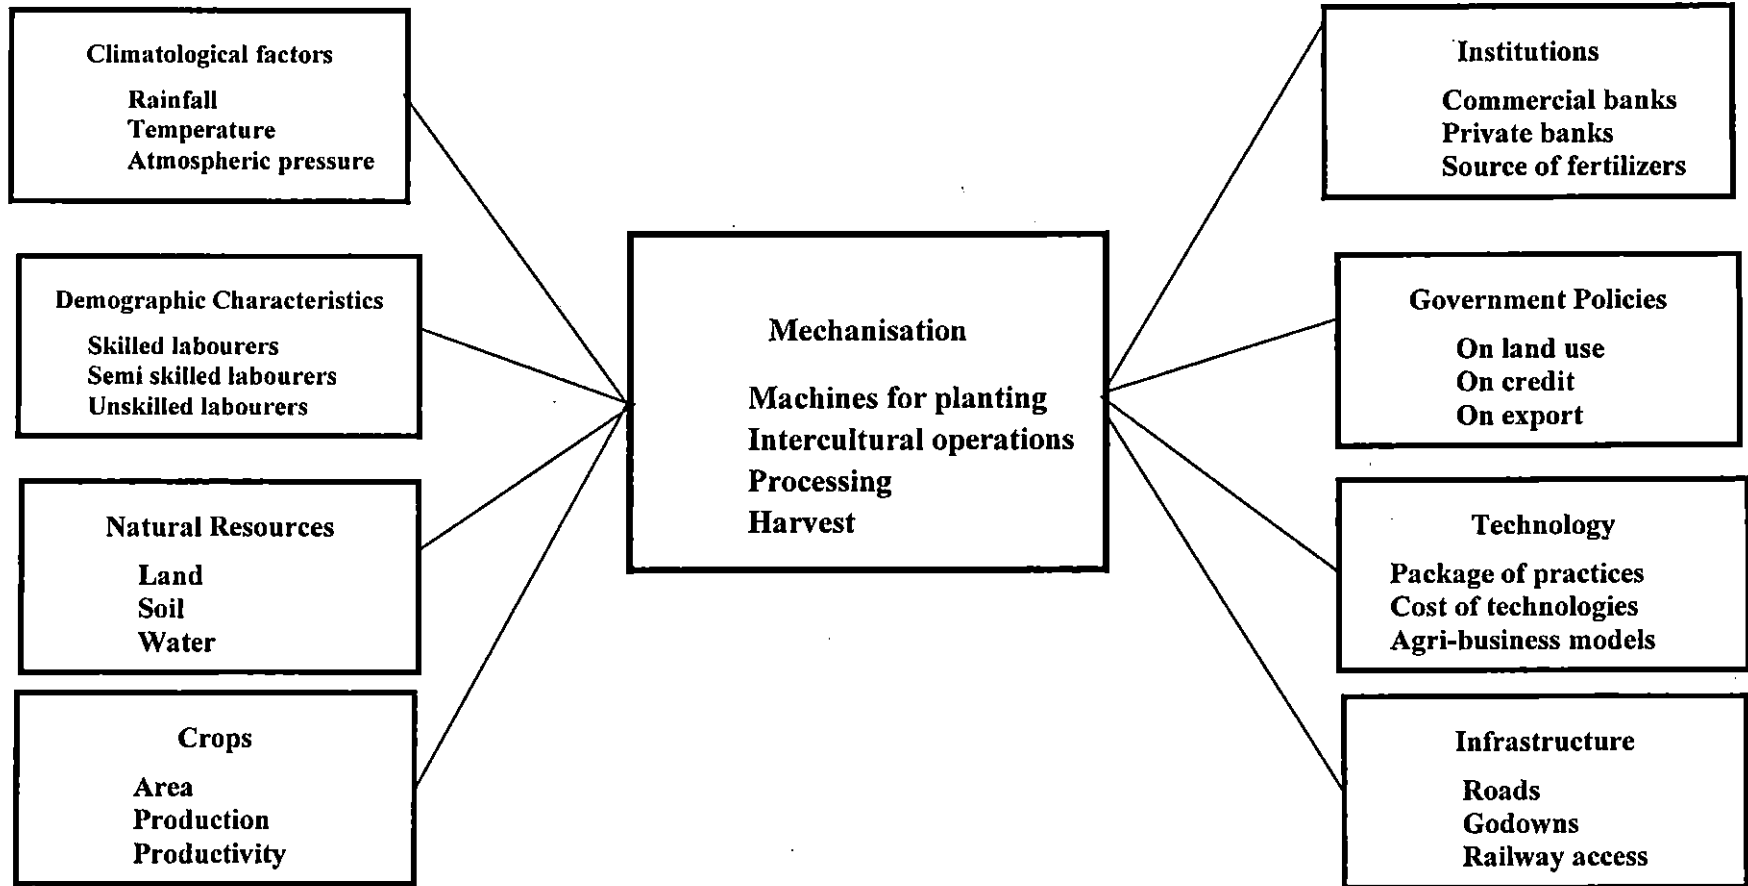 Climatological factors
Rainfall
Temperature
Atmospheric pressure
Demographic Characteristics
Skilled labourers
Semi skilled labourers
Unskilled labourers
Natural Resources
Land
Soil
Water
Crops
Area
Production
Productivity
Mechanisation
Machines for planting
Intercultural operations
Processing
Harvest
Institutions
Commercial banks
Private banks
Source of fertilizers
Government Policies
On land use
On credit
On export
Technology
Package of practices
Cost of technologies
Agri-business models
Infrastructure
Roads
Godowns
Railway access